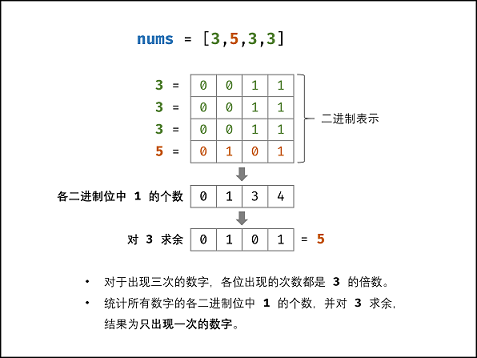 nums = [3,5,3,3]
3 = 0 0 1 1
3 = 0 0 1 1
二进制表示
3 = 0 0 1 1
5 = 0 1 0 1
各二进制位中 1 的个数 0 1 3 4
对 3 求余 0 1 0 1 = 5
• 对于出现三次的数字，各位出现的次数都是 3 的倍数。
• 统计所有数字的各二进制位中 1 的个数，并对 3 求余，
结果为只出现一次的数字。